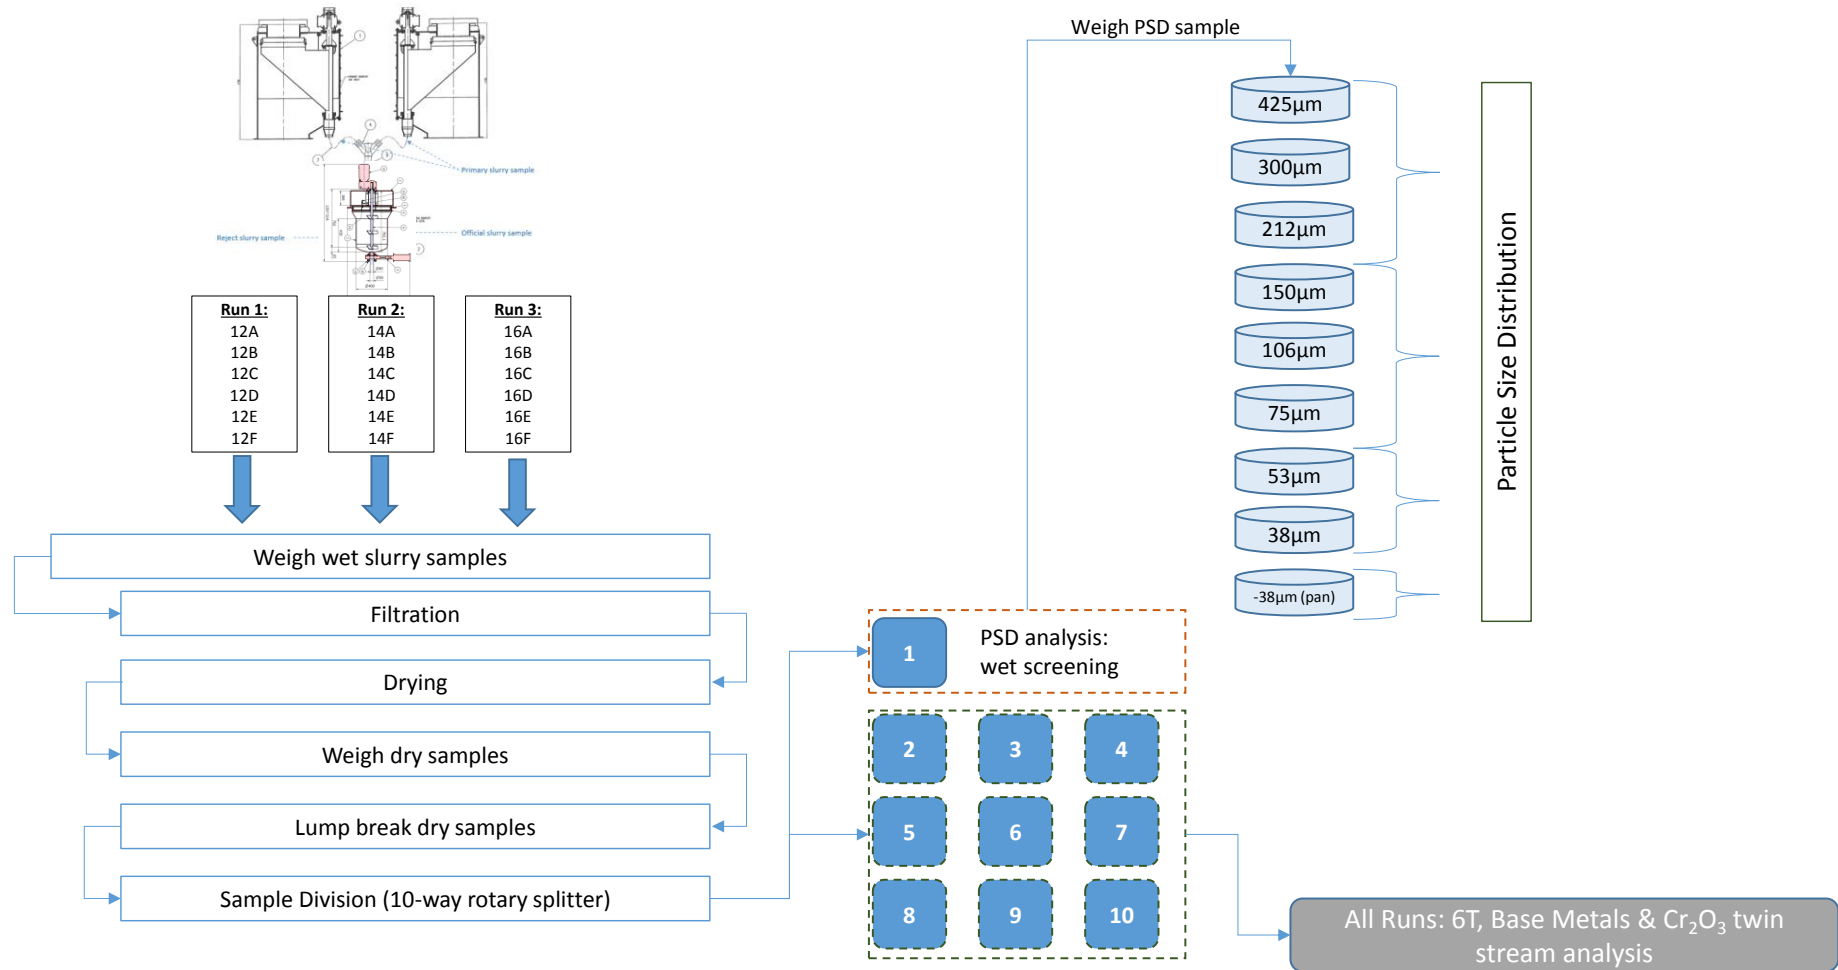 Primary slurry sample
Reject slurry sample
Official slurry sample
Run 1:
12A
12B
12C
12D
12E
12F
Run 2:
14A
14B
14C
14D
14E
14F
Run 3:
16A
16B
16C
16D
16E
16F
Weigh wet slurry samples
Filtration
Drying
Weigh dry samples
Lump break dry samples
Sample Division (10-way rotary splitter)
1
PSD analysis:
wet screening
2
3
4
5
6
7
8
9
10
Weigh PSD sample
425µm
300µm
212µm
150µm
106µm
75µm
53µm
38µm
-38µm (pan)
Particle Size Distribution
All Runs: 6T, Base Metals & Cr₂O₃ twin
stream analysis